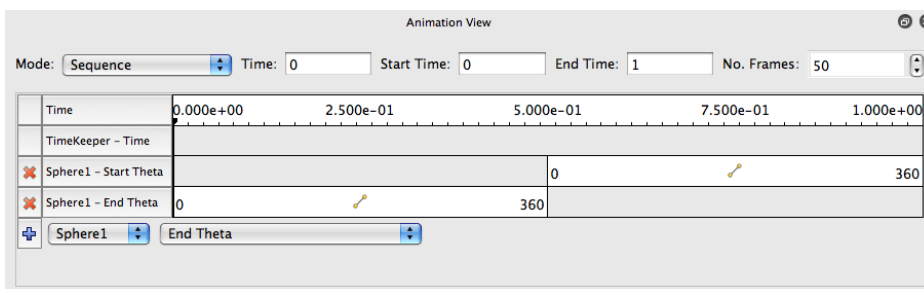 Animation View
Mode: Sequence Time: 0 Start Time: 0 End Time: 1 No. Frames: 50
Time 0.000e+00 2.500e-01 5.000e-01 7.500e-01 1.000e+00
TimeKeeper - Time
Sphere1 - Start Theta 0 360
Sphere1 - End Theta 0 360
Sphere1 End Theta